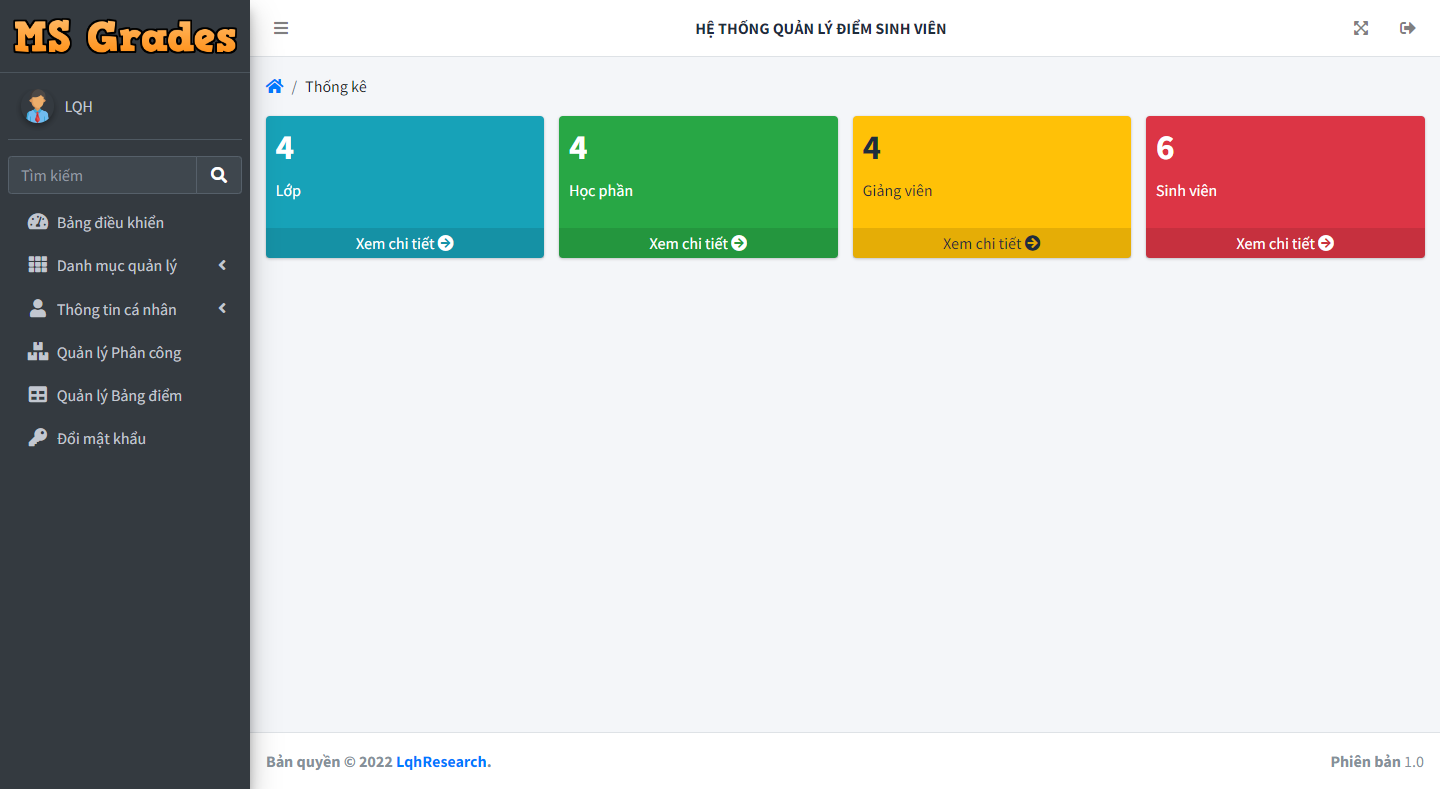 MS Grades
LQH
Tìm kiếm
Bảng điều khiển
Danh mục quản lý
Thông tin cá nhân
Quản lý Phân công
Quản lý Bảng điểm
Đổi mật khẩu
HỆ THỐNG QUẢN LÝ ĐIỂM SINH VIÊN
/ Thống kê
4
Lớp
Xem chi tiết
4
Học phần
Xem chi tiết
4
Giảng viên
Xem chi tiết
6
Sinh viên
Xem chi tiết
Bản quyền © 2022 LqhResearch.
Phiên bản 1.0